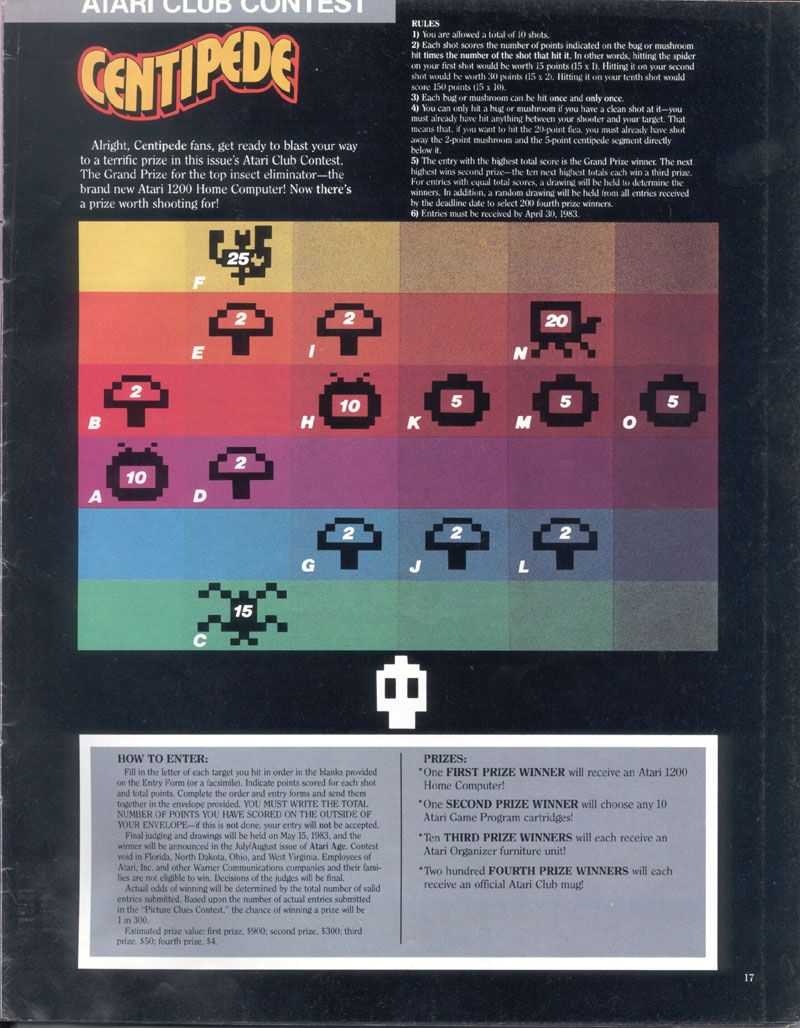 ATARI CLUB CONTEST
CENTIPEDE
Alright, Centipede fans, get ready to blast your way
to a terrific prize in this issue's Atari Club Contest.
The Grand Prize for the top insect eliminator—the
brand new Atari 1200 Home Computer! Now there's
a prize worth shooting for!
RULES
1) You are allowed a total of 10 shots.
2) Each shot scores the number of points indicated on the bug or mushroom
hit times the number of the shot that hit it. In other words, hitting the spider
on your first shot would be worth 15 points (15 x 1). Hitting it on your second
shot would be worth 30 points (15 x 2). Hitting it on your tenth shot would
score 150 points (15 x 10).
3) Each bug or mushroom can be hit once and only once.
4) You can only hit a bug or mushroom if you have a clean shot at it—you
must already have hit anything between your shooter and your target. That
means that, if you want to hit the 20-point flea, you must already have shot
away the 2-point mushroom and the 5-point centipede segment directly
below it.
5) The entry with the highest total score is the Grand Prize winner. The next
highest wins second prize—the ten next highest totals each win a third prize.
For entries with equal total scores, a drawing will be held to determine the
winners. In addition, a random drawing will be held from all entries received
by the deadline date to select 200 fourth prize winners.
6) Entries must be received by April 30, 1983.
F 25
E 2 I 2 N 20
B 2 H 10 K 5 M 5 O 5
A 10 D 2
G 2 J 2 L 2
C 15
HOW TO ENTER:
Fill in the letter of each target you hit in order in the blanks provided
on the Entry Form (or a facsimile). Indicate points scored for each shot
and total points. Complete the order and entry forms and send them
together in the envelope provided. YOU MUST WRITE THE TOTAL
NUMBER OF POINTS YOU HAVE SCORED ON THE OUTSIDE OF
YOUR ENVELOPE—if this is not done, your entry will not be accepted.
Final judging and drawings will be held on May 15, 1983, and the
winner will be announced in the July/August issue of Atari Age. Contest
void in Florida, North Dakota, Ohio, and West Virginia. Employees of
Atari, Inc. and other Warner Communications companies and their fami-
lies are not eligible to win. Decisions of the judges will be final.
Actual odds of winning will be determined by the total number of valid
entries submitted. Based upon the number of actual entries submitted
in the "Picture Clues Contest," the chance of winning a prize will be
1 in 300.
Estimated prize value: first prize, $900; second prize, $300; third
prize, $50; fourth prize, $4.
PRIZES:
*One FIRST PRIZE WINNER will receive an Atari 1200
Home Computer!
*One SECOND PRIZE WINNER will choose any 10
Atari Game Program cartridges!
*Ten THIRD PRIZE WINNERS will each receive an
Atari Organizer furniture unit!
*Two hundred FOURTH PRIZE WINNERS will each
receive an official Atari Club mug!
17